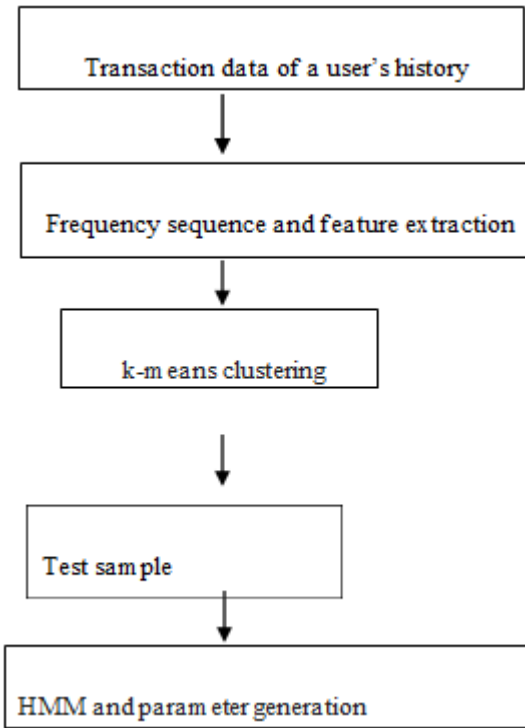 Transaction data of a user's history
Frequency sequence and feature extraction
k-means clustering
Test sample
HMM and parameter generation